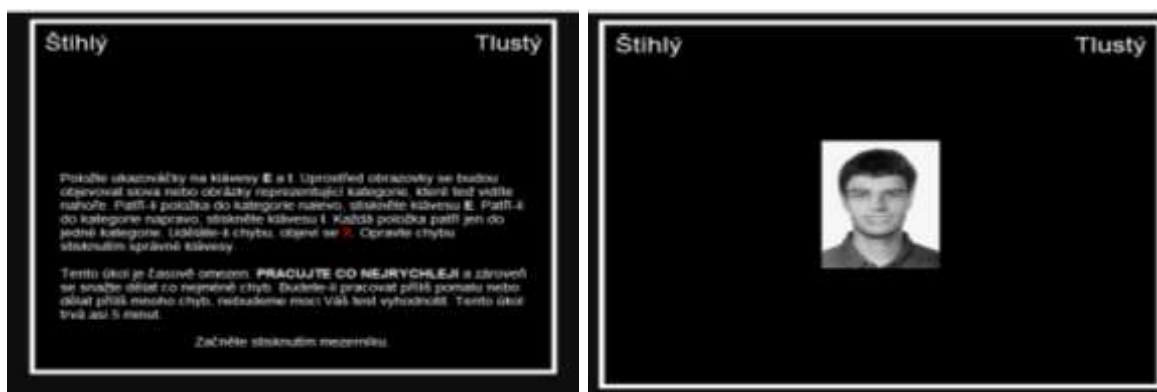 Štíhlý Tlustý
Položte ukazováčky na klávesy E a I. Uprostřed obrazovky se budou
objevovat slova nebo obrázky reprezentující kategorie, které teď vidíte
nahoře. Patří-li položka do kategorie nalevo, stiskněte klávesu E. Patří-li
do kategorie napravo, stiskněte klávesu I. Každá položka patří jen do
jedné kategorie. Uděláte-li chybu, objeví se X. Opravte chybu
stisknutím správné klávesy.
Tento úkol je časově omezen. PRACUJTE CO NEJRYCHLEJI a zároveň
se snažte dělat co nejméně chyb. Budete-li pracovat příliš pomalu nebo
dělat příliš mnoho chyb, nebudeme moci Váš test vyhodnotit. Tento úkol
trvá asi 5 minut.
Začněte stisknutím mezerníku.
Štíhlý Tlustý